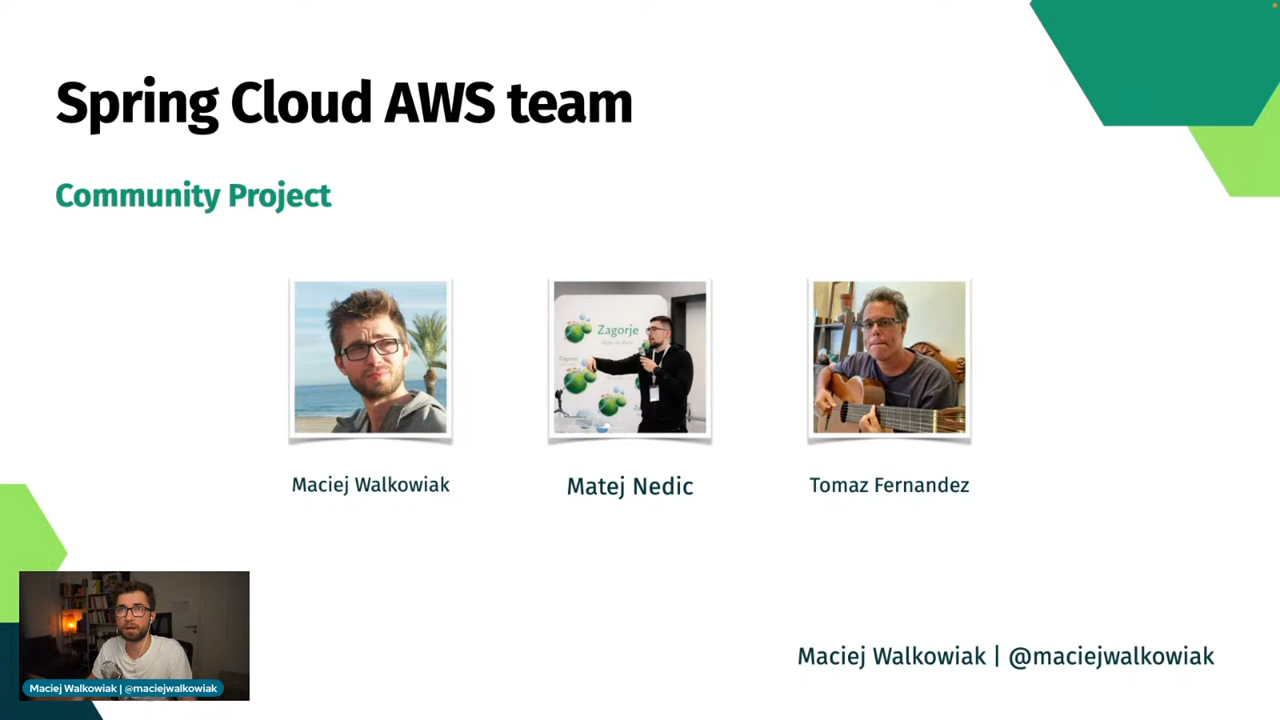 Spring Cloud AWS team
Community Project
Zagorje
Maciej Walkowiak
Matej Nedic
Tomaz Fernandez
Maciej Walkowiak | @maciejwalkowiak
Maciej Walkowiak | @maciejwalkowiak